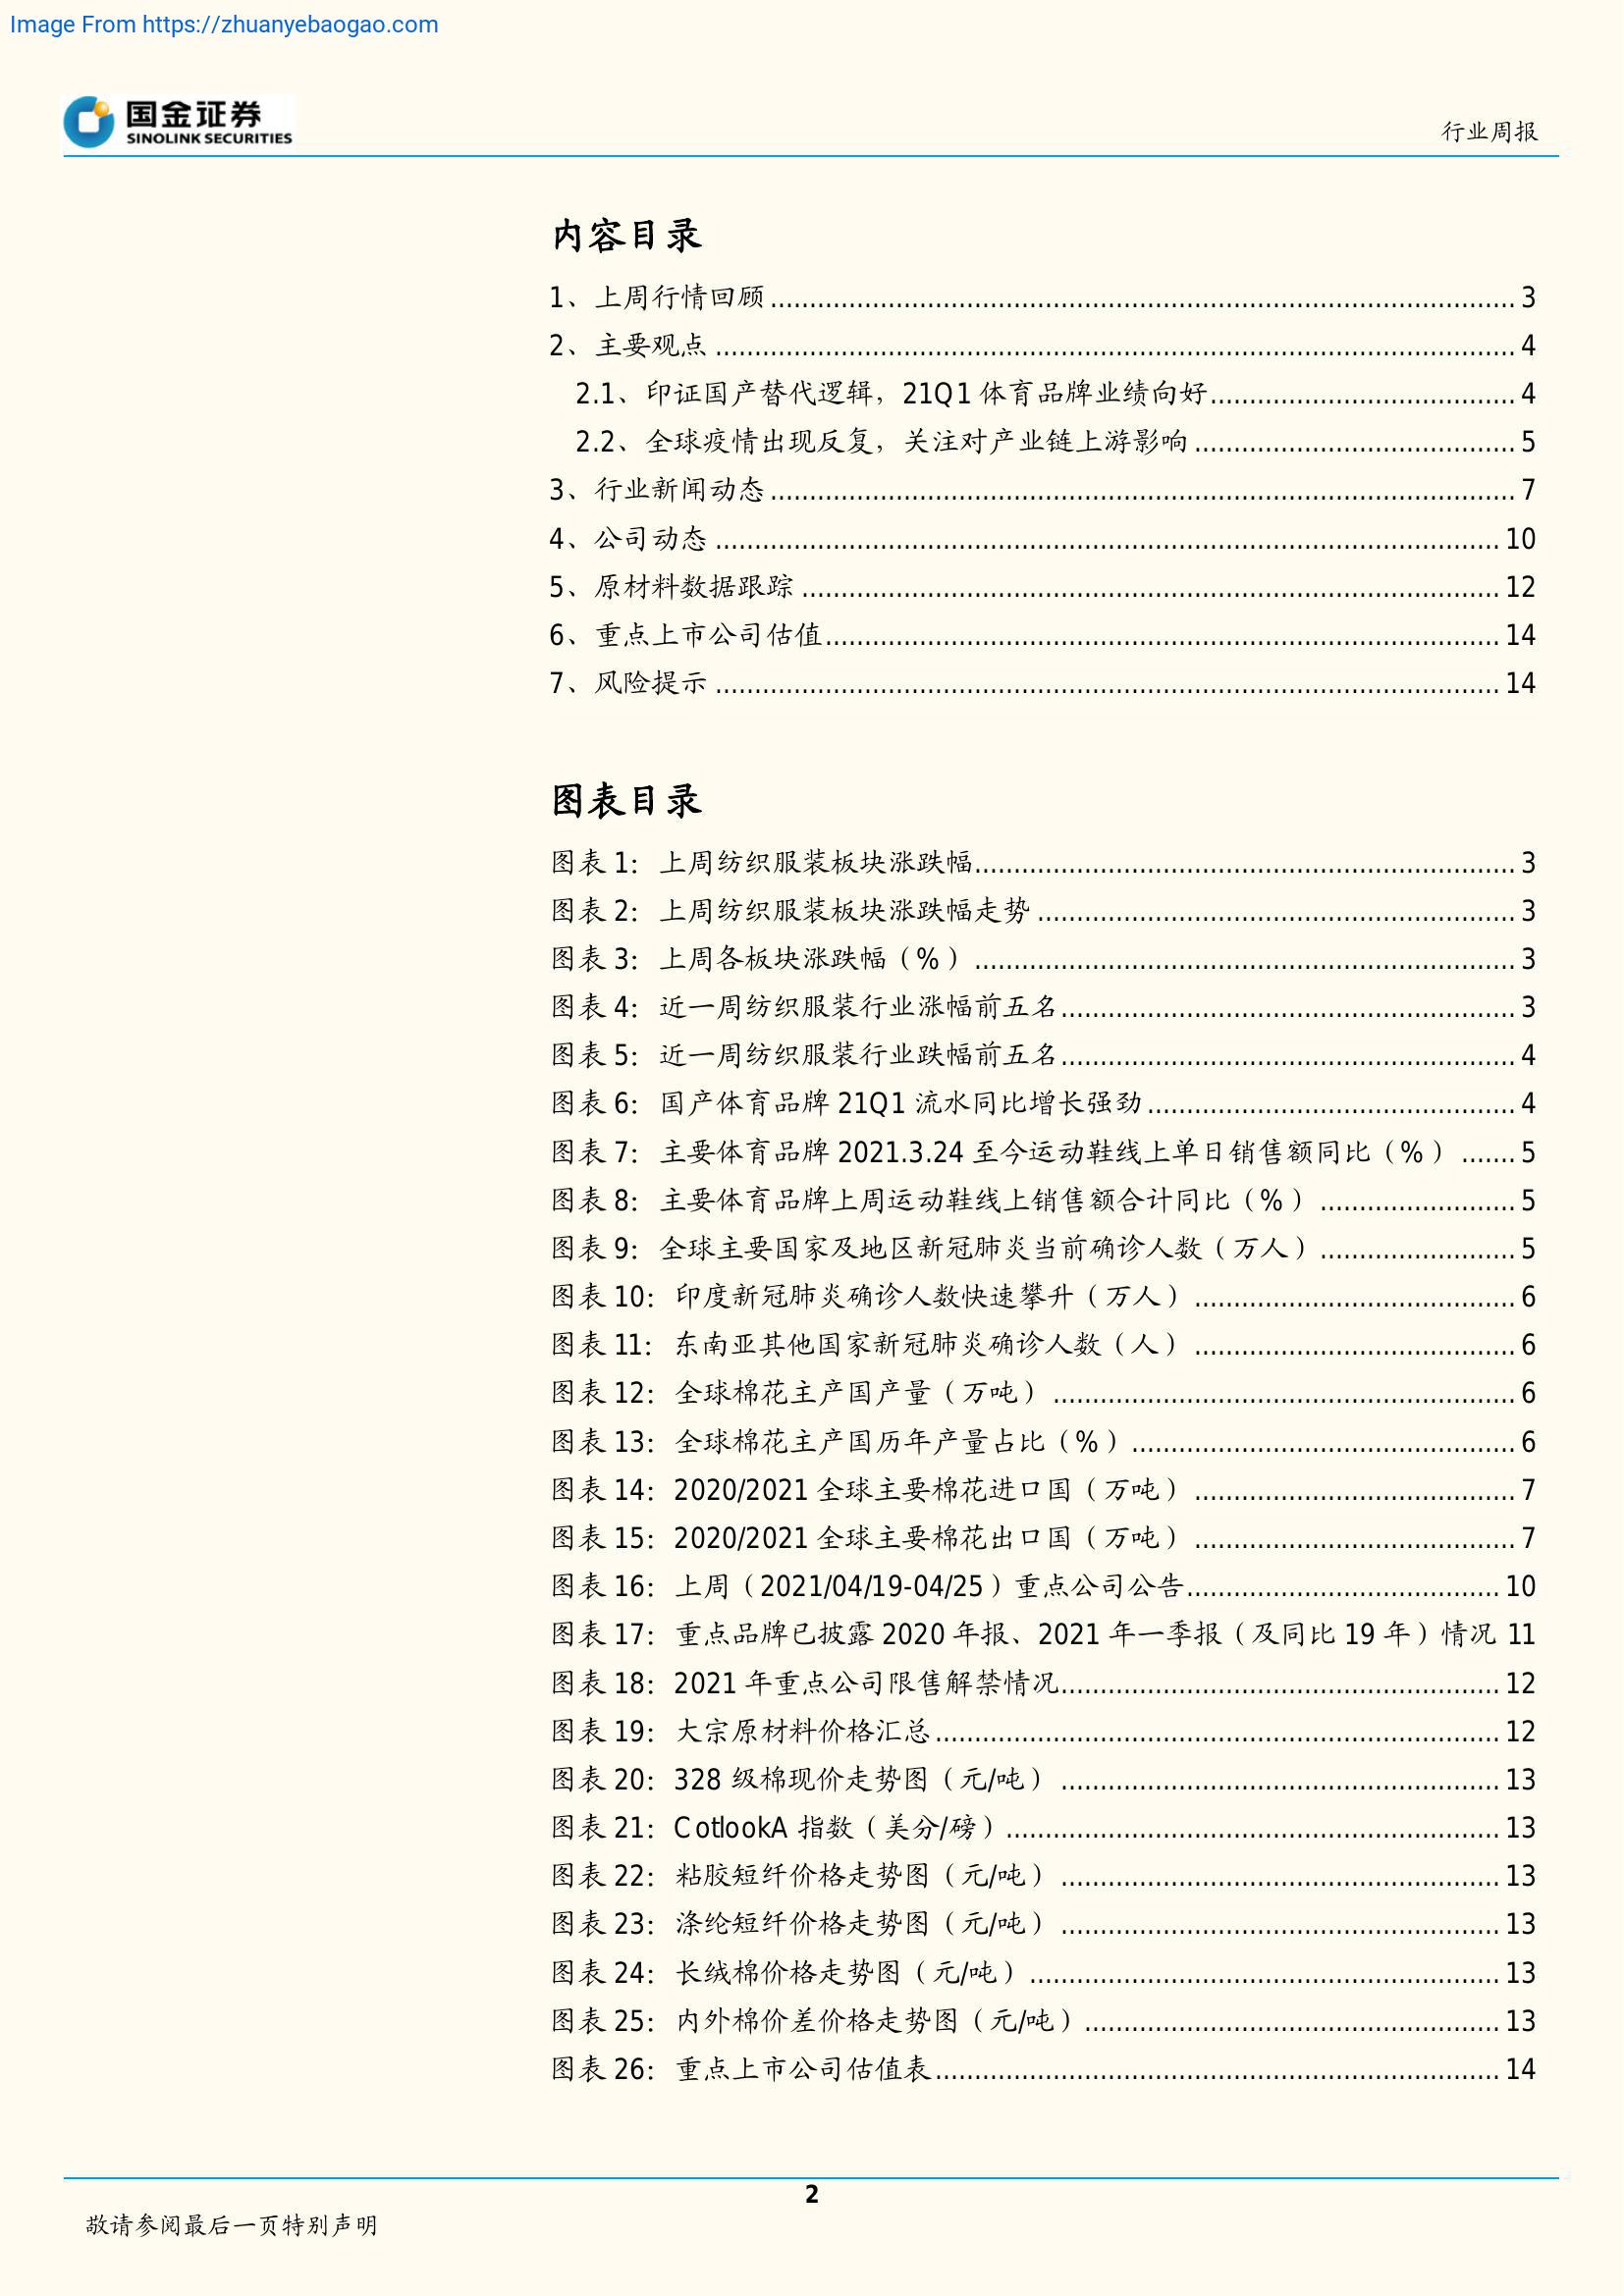 Image From https://zhuanyebaogao.com
国金证券
SINOLINK SECURITIES
行业周报
内容目录
1、上周行情回顾 3
2、主要观点 4
2.1、印证国产替代逻辑，21Q1 体育品牌业绩向好 4
2.2、全球疫情出现反复，关注对产业链上游影响 5
3、行业新闻动态 7
4、公司动态 10
5、原材料数据跟踪 12
6、重点上市公司估值 14
7、风险提示 14
图表目录
图表 1：上周纺织服装板块涨跌幅 3
图表 2：上周纺织服装板块涨跌幅走势 3
图表 3：上周各板块涨跌幅（%） 3
图表 4：近一周纺织服装行业涨幅前五名 3
图表 5：近一周纺织服装行业跌幅前五名 4
图表 6：国产体育品牌 21Q1 流水同比增长强劲 4
图表 7：主要体育品牌 2021.3.24 至今运动鞋线上单日销售额同比（%） 5
图表 8：主要体育品牌上周运动鞋线上销售额合计同比（%） 5
图表 9：全球主要国家及地区新冠肺炎当前确诊人数（万人） 5
图表 10：印度新冠肺炎确诊人数快速攀升（万人） 6
图表 11：东南亚其他国家新冠肺炎确诊人数（人） 6
图表 12：全球棉花主产国产量（万吨） 6
图表 13：全球棉花主产国历年产量占比（%） 6
图表 14：2020/2021 全球主要棉花进口国（万吨） 7
图表 15：2020/2021 全球主要棉花出口国（万吨） 7
图表 16：上周（2021/04/19-04/25）重点公司公告 10
图表 17：重点品牌已披露 2020 年报、2021 年一季报（及同比 19 年）情况 11
图表 18：2021 年重点公司限售解禁情况 12
图表 19：大宗原材料价格汇总 12
图表 20：328 级棉现价走势图（元/吨） 13
图表 21：CotlookA 指数（美分/磅） 13
图表 22：粘胶短纤价格走势图（元/吨） 13
图表 23：涤纶短纤价格走势图（元/吨） 13
图表 24：长绒棉价格走势图（元/吨） 13
图表 25：内外棉价差价格走势图（元/吨） 13
图表 26：重点上市公司估值表 14
2
敬请参阅最后一页特别声明